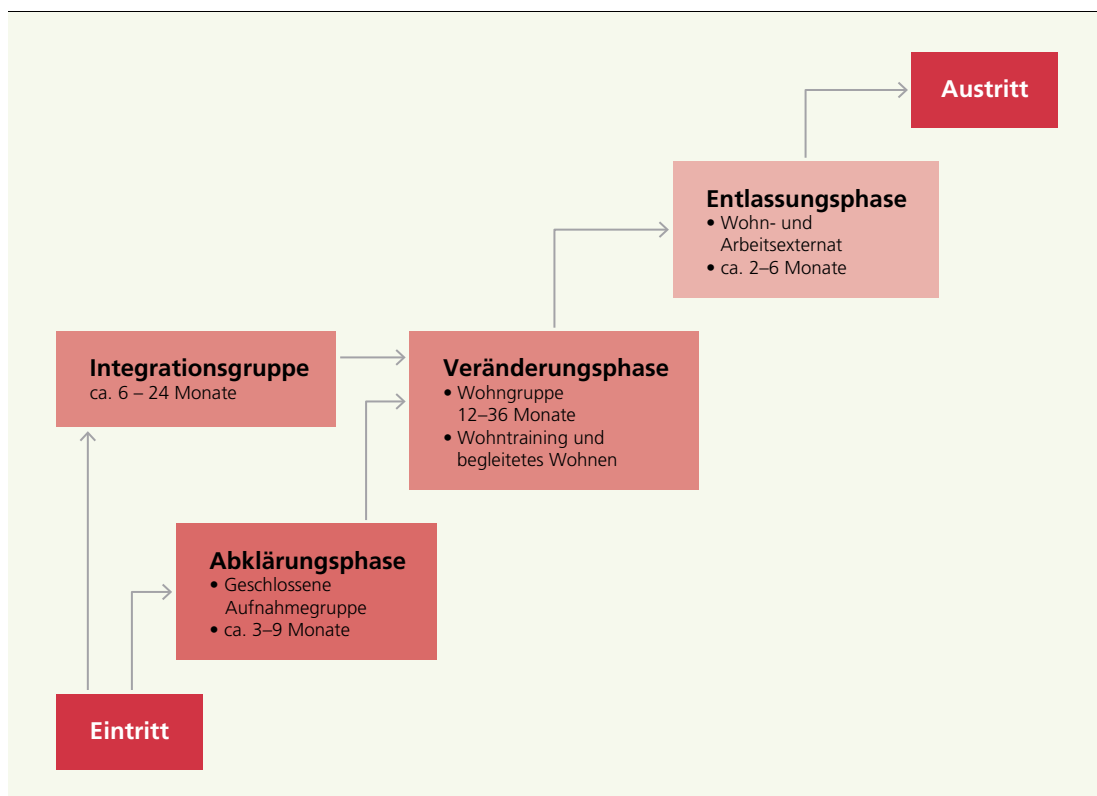 Austritt
Entlassungsphase
• Wohn- und
Arbeitsexternat
• ca. 2–6 Monate
Integrationsgruppe
ca. 6 – 24 Monate
Veränderungsphase
• Wohngruppe
12–36 Monate
• Wohntraining und
begleitetes Wohnen
Abklärungsphase
• Geschlossene
Aufnahmegruppe
• ca. 3–9 Monate
Eintritt